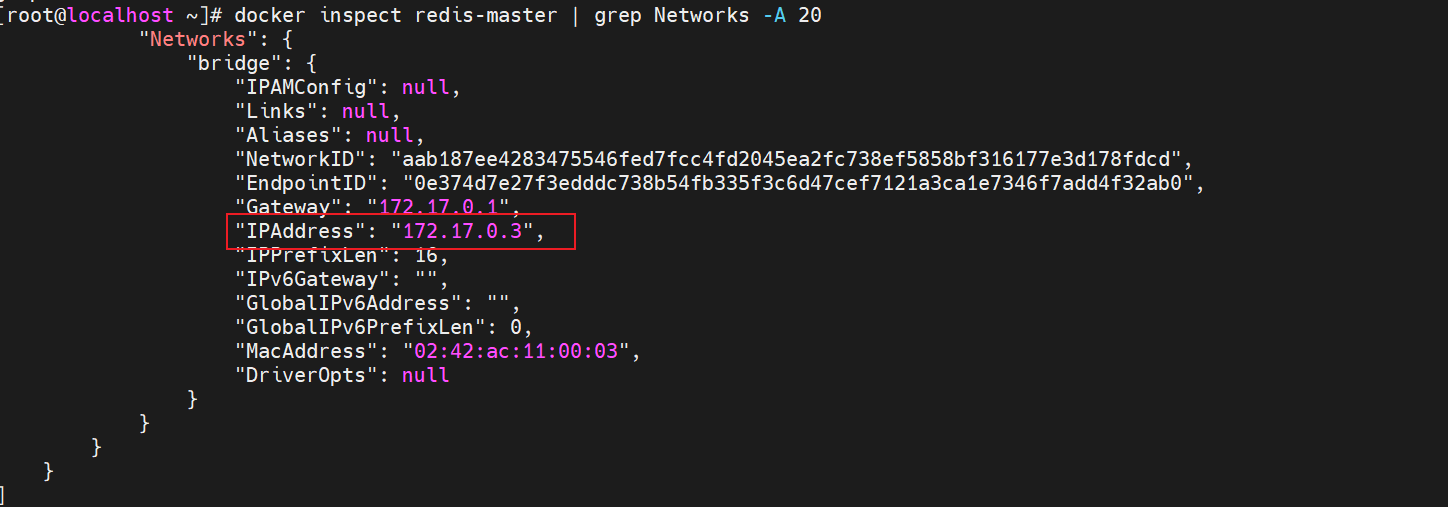 [root@localhost ~]# docker inspect redis-master | grep Networks -A 20
"Networks": {
"bridge": {
"IPAMConfig": null,
"Links": null,
"Aliases": null,
"NetworkID": "aab187ee4283475546fed7fcc4fd2045ea2fc738ef5858bf316177e3d178fdcd",
"EndpointID": "0e374d7e27f3edddc738b54fb335f3c6d47cef7121a3ca1e7346f7add4f32ab0",
"Gateway": "172.17.0.1",
"IPAddress": "172.17.0.3",
"IPPrefixLen": 16,
"IPv6Gateway": "",
"GlobalIPv6Address": "",
"GlobalIPv6PrefixLen": 0,
"MacAddress": "02:42:ac:11:00:03",
"DriverOpts": null
}
}
}
}
]